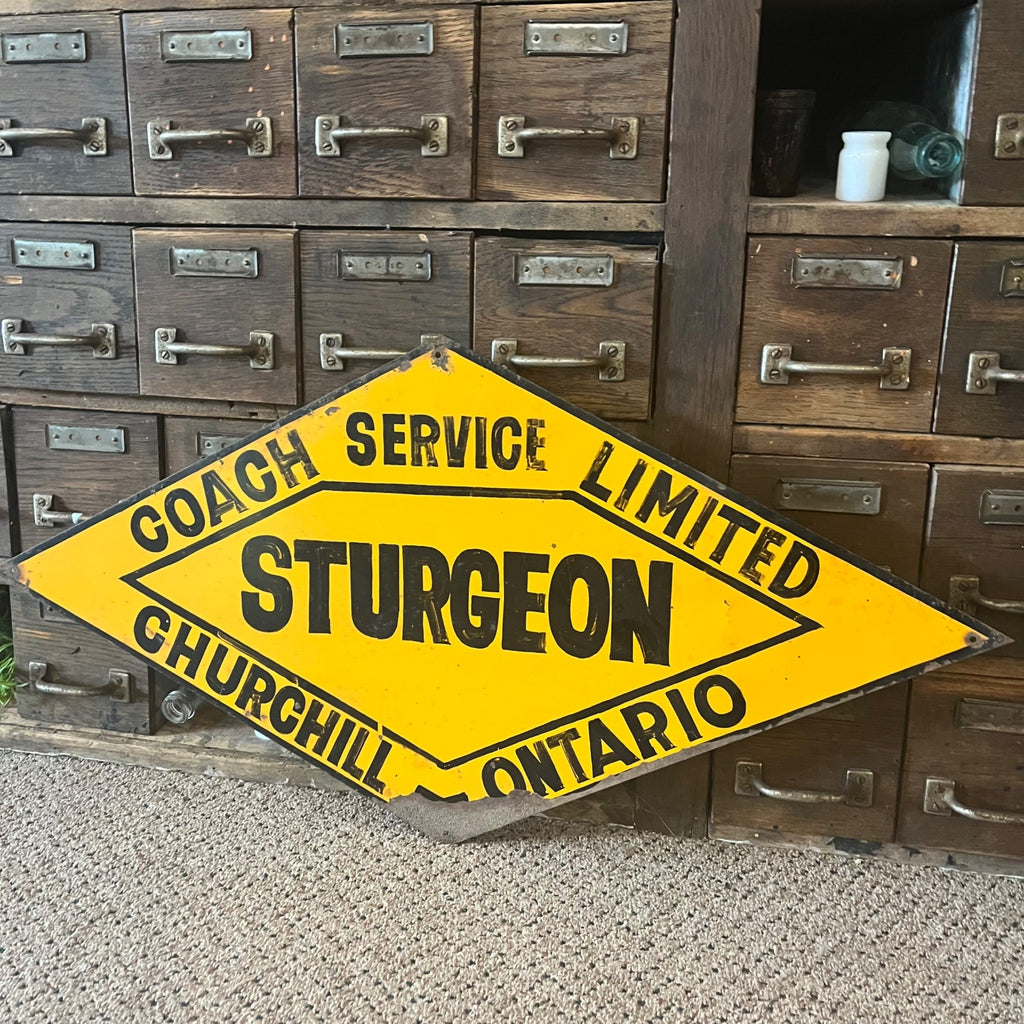 COACH SERVICE LIMITED
STURGEON
CHURCHILL - ONTARIO